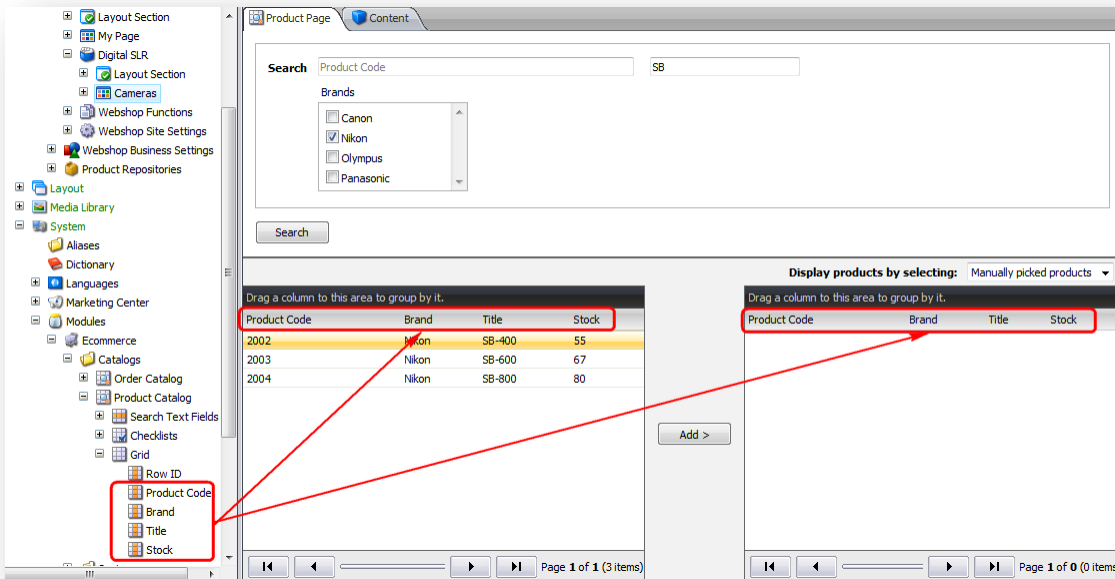 Layout Section
My Page
Digital SLR
Layout Section
Cameras
Webshop Functions
Webshop Site Settings
Webshop Business Settings
Product Repositories
Layout
Media Library
System
Aliases
Dictionary
Languages
Marketing Center
Modules
Ecommerce
Catalogs
Order Catalog
Product Catalog
Search Text Fields
Checklists
Grid
Row ID
Product Code
Brand
Title
Stock
Product Page Content
Search Product Code SB
Brands
Canon
Nikon
Olympus
Panasonic
Search
Display products by selecting: Manually picked products
Drag a column to this area to group by it.
Product Code Brand Title Stock
2002 Nikon SB-400 55
2003 Nikon SB-600 67
2004 Nikon SB-800 80
Page 1 of 1 (3 items)
Add >
Drag a column to this area to group by it.
Product Code Brand Title Stock
Page 1 of 0 (0 items